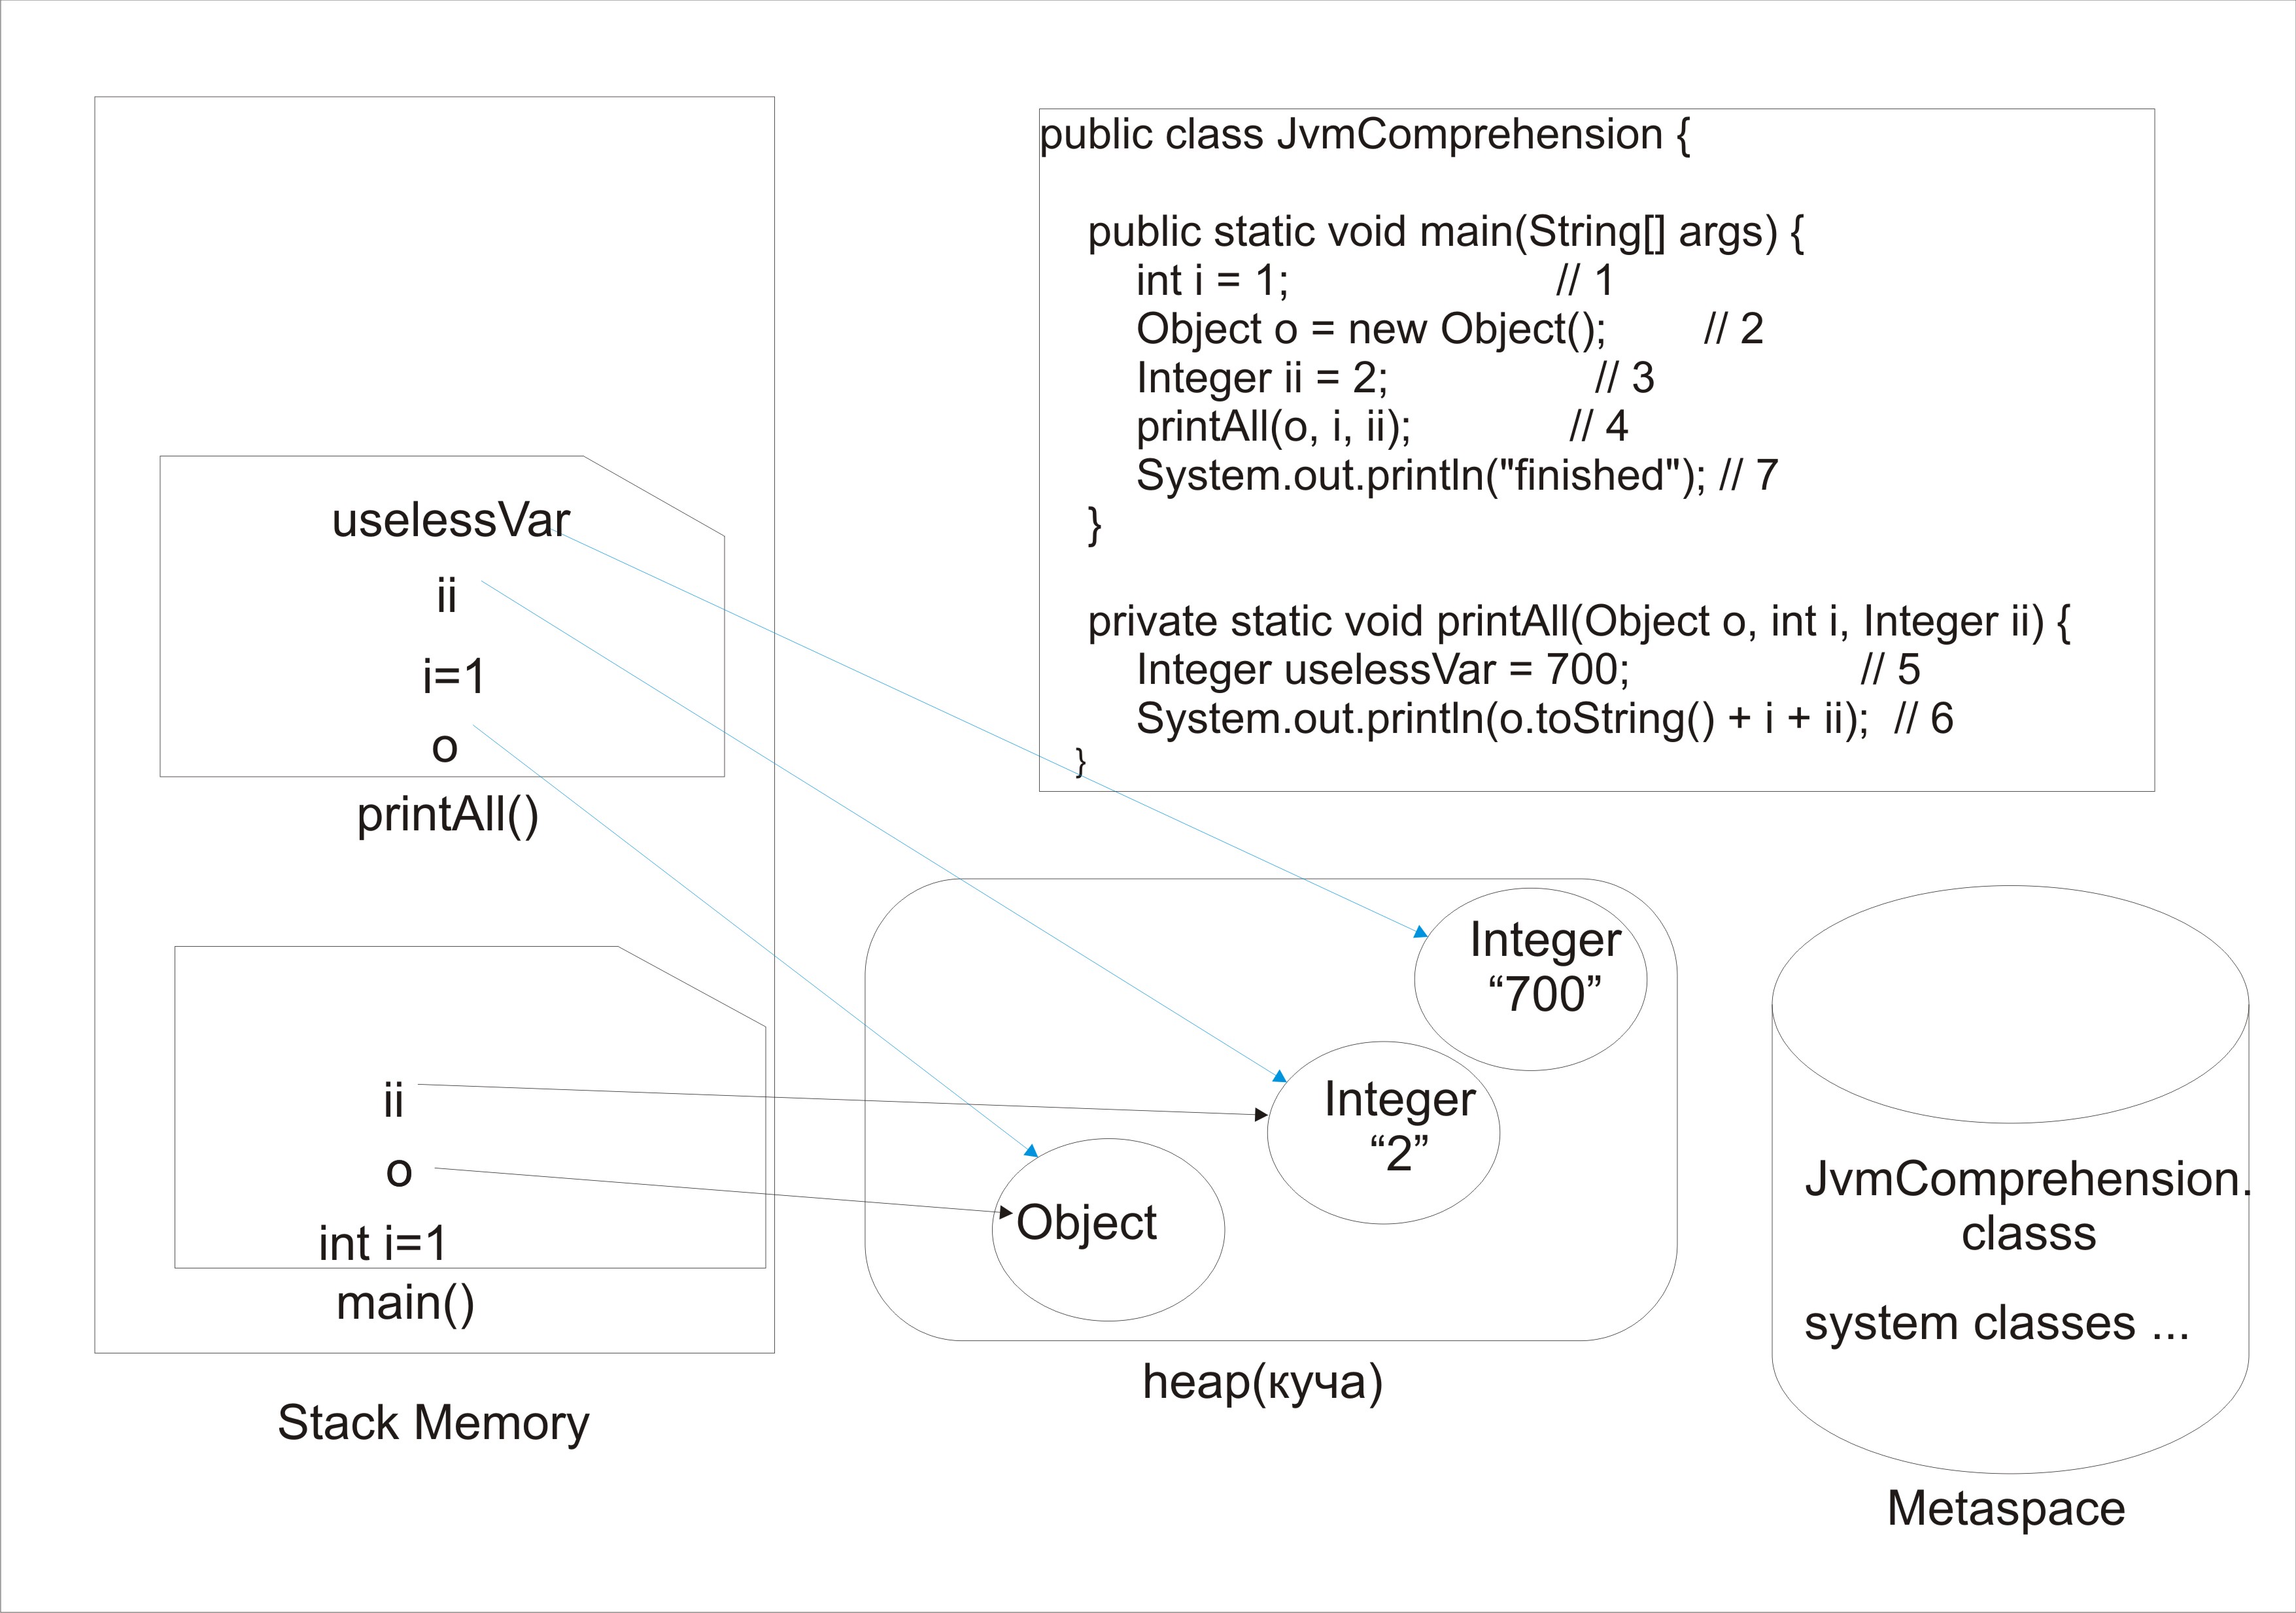 public class JvmComprehension {
public static void main(String[] args) {
int i = 1; // 1
Object o = new Object(); // 2
Integer ii = 2; // 3
printAll(o, i, ii); // 4
System.out.println("finished"); // 7
}
private static void printAll(Object o, int i, Integer ii) {
Integer uselessVar = 700; // 5
System.out.println(o.toString() + i + ii); // 6
}
uselessVar
ii
i=1
o
printAll()
ii
o
int i=1
main()
Stack Memory
Integer
“700”
Integer
“2”
Object
heap(куча)
JvmComprehension.
classs
system classes ...
Metaspace